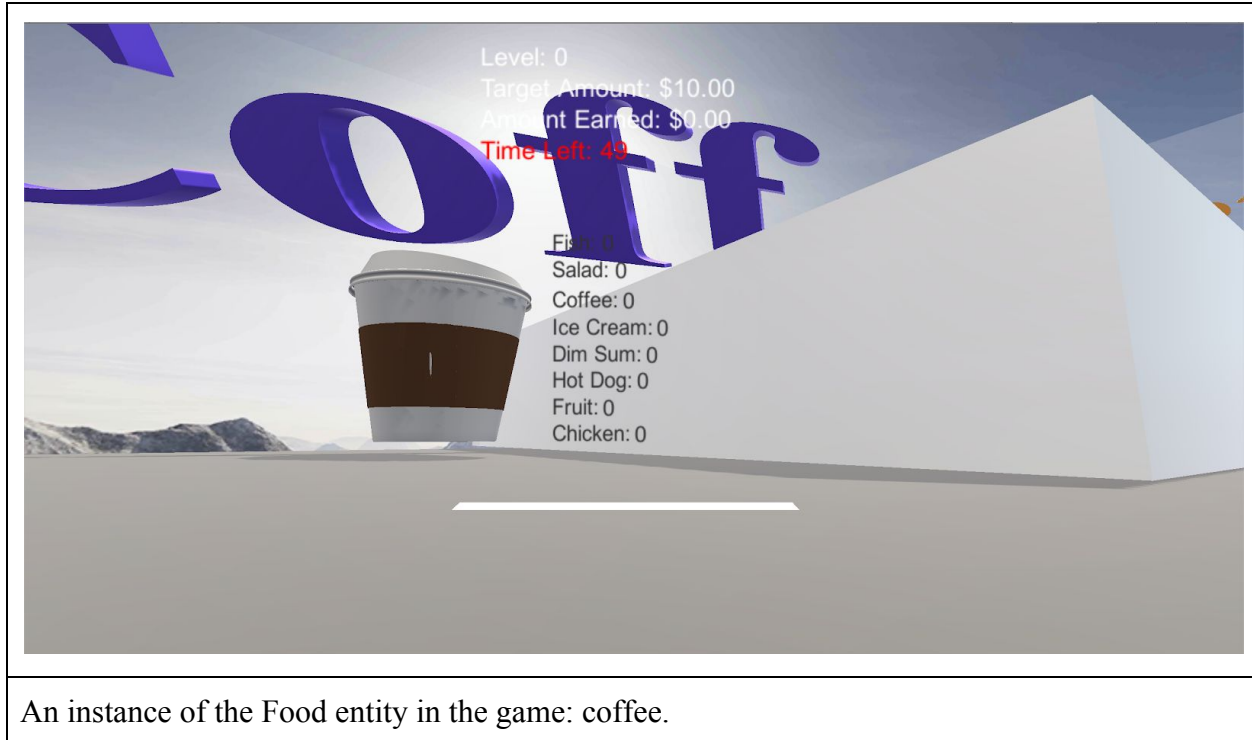 Level: 0
Target Amount: $10.00
Amount Earned: $0.00
Time Left: 49
Coff
Fish: 0
Salad: 0
Coffee: 0
Ice Cream: 0
Dim Sum: 0
Hot Dog: 0
Fruit: 0
Chicken: 0
An instance of the Food entity in the game: coffee.